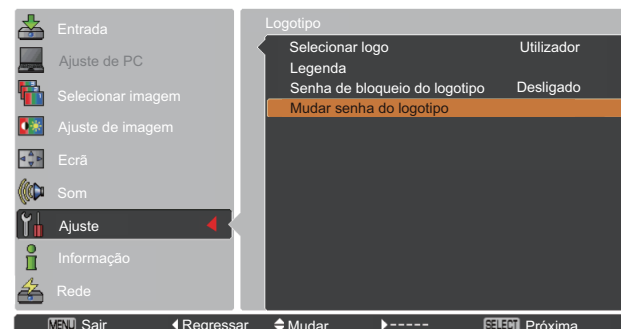 Entrada
Ajuste de PC
Selecionar imagem
Ajuste de imagem
Ecrã
Som
Ajuste
Informação
Rede
Logotipo
Selecionar logo Utilizador
Legenda
Senha de bloqueio do logotipo Desligado
Mudar senha do logotipo
MENU Sair Regressar Mudar ----- SELECT Próxima